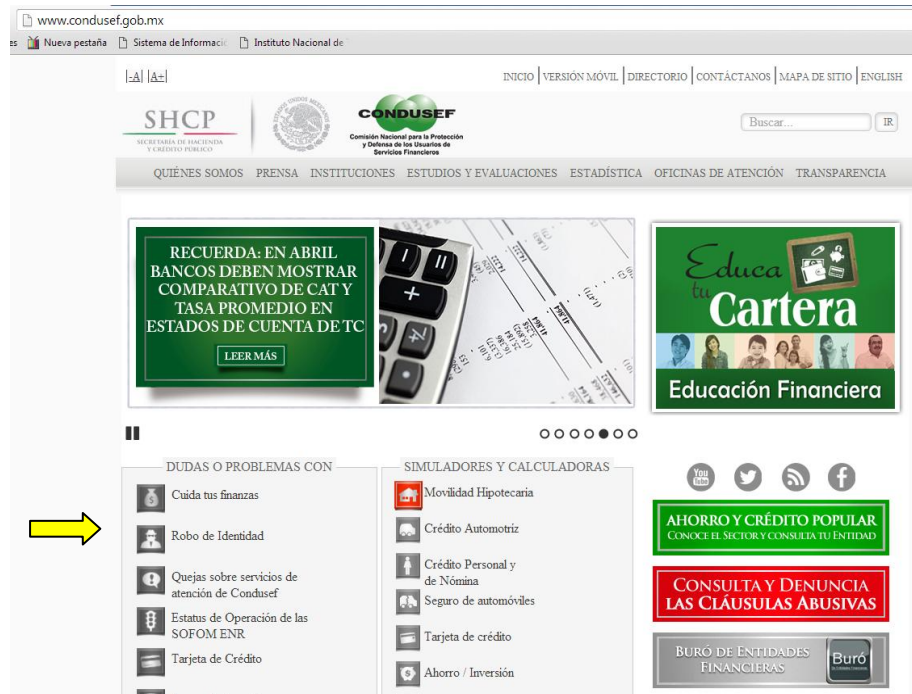 www.condusef.gob.mx
es Nueva pestaña Sistema de Informaci Instituto Nacional de
|-A| |A+|
INICIO | VERSIÓN MÓVIL | DIRECTORIO | CONTÁCTANOS | MAPA DE SITIO | ENGLISH
SHCP
SECRETARÍA DE HACIENDA
Y CRÉDITO PÚBLICO
ESTADOS UNIDOS MEXICANOS
CONDUSEF
Comisión Nacional para la Protección
y Defensa de los Usuarios de
Servicios Financieros
Buscar... IR
QUIÉNES SOMOS PRENSA INSTITUCIONES ESTUDIOS Y EVALUACIONES ESTADÍSTICA OFICINAS DE ATENCIÓN TRANSPARENCIA
RECUERDA: EN ABRIL
BANCOS DEBEN MOSTRAR
COMPARATIVO DE CAT Y
TASA PROMEDIO EN
ESTADOS DE CUENTA DE TC
LEER MÁS
Educa
tu
Cartera
Educación Financiera
DUDAS O PROBLEMAS CON
Cuida tus finanzas
Robo de Identidad
Quejas sobre servicios de
atención de Condusef
Estatus de Operación de las
SOFOM ENR
Tarjeta de Crédito
SIMULADORES Y CALCULADORAS
Movilidad Hipotecaria
Crédito Automotriz
Crédito Personal y
de Nómina
Seguro de automóviles
Tarjeta de crédito
Ahorro / Inversión
You
Tube
AHORRO Y CRÉDITO POPULAR
CONOCE EL SECTOR Y CONSULTA TU ENTIDAD
CONSULTA Y DENUNCIA
LAS CLÁUSULAS ABUSIVAS
BURÓ DE ENTIDADES
FINANCIERAS
Buró